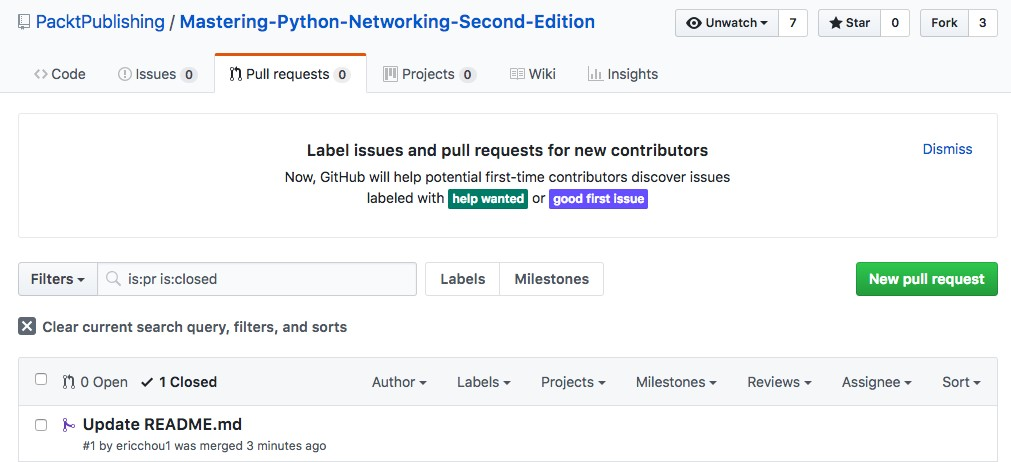 PacktPublishing / Mastering-Python-Networking-Second-Edition
Unwatch 7 Star 0 Fork 3
Code Issues 0 Pull requests 0 Projects 0 Wiki Insights
Label issues and pull requests for new contributors
Dismiss
Now, GitHub will help potential first-time contributors discover issues
labeled with help wanted or good first issue
Filters is:pr is:closed Labels Milestones New pull request
Clear current search query, filters, and sorts
0 Open 1 Closed Author Labels Projects Milestones Reviews Assignee Sort
Update README.md
#1 by ericchou1 was merged 3 minutes ago